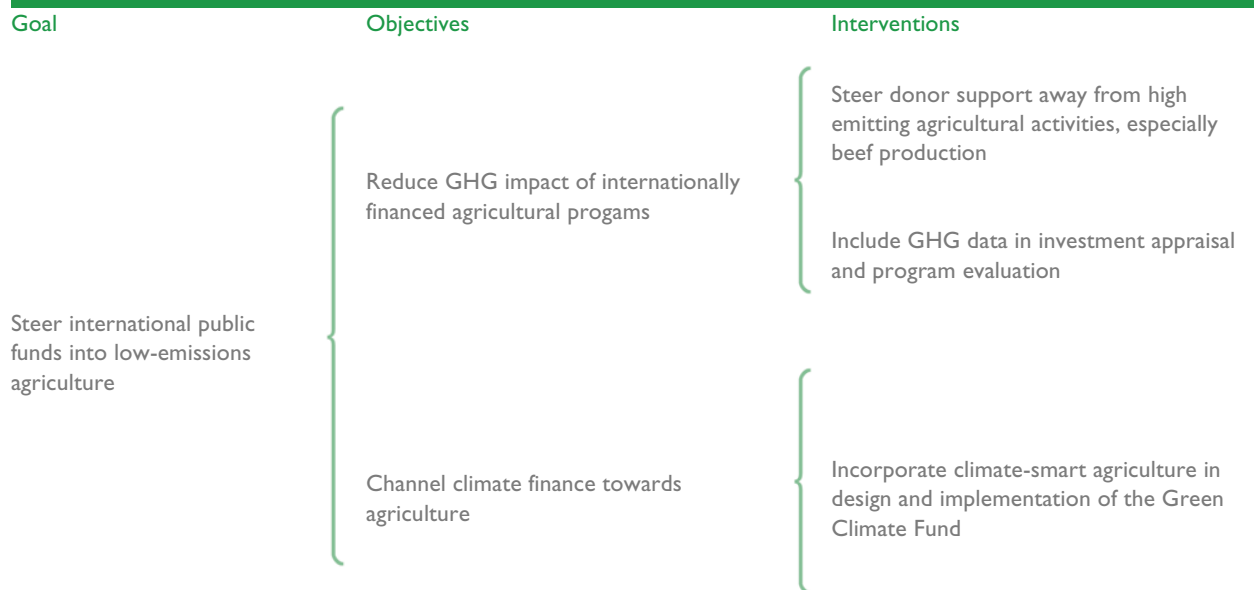 Goal
Objectives
Interventions
Steer international public
funds into low-emissions
agriculture
Reduce GHG impact of internationally
financed agricultural progams
Steer donor support away from high
emitting agricultural activities, especially
beef production
Include GHG data in investment appraisal
and program evaluation
Channel climate finance towards
agriculture
Incorporate climate-smart agriculture in
design and implementation of the Green
Climate Fund